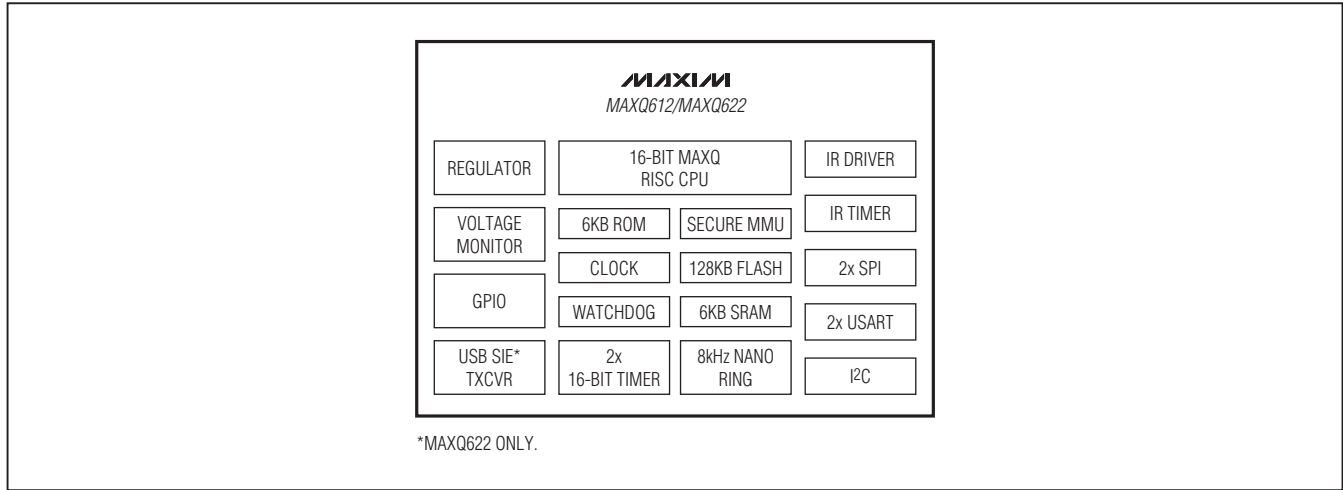 MAXIM
MAXQ612/MAXQ622
REGULATOR
VOLTAGE
MONITOR
GPIO
USB SIE*
TXCVR
16-BIT MAXQ
RISC CPU
6KB ROM
SECURE MMU
CLOCK
128KB FLASH
WATCHDOG
6KB SRAM
2x
16-BIT TIMER
8kHz NANO
RING
IR DRIVER
IR TIMER
2x SPI
2x USART
I2C
*MAXQ622 ONLY.